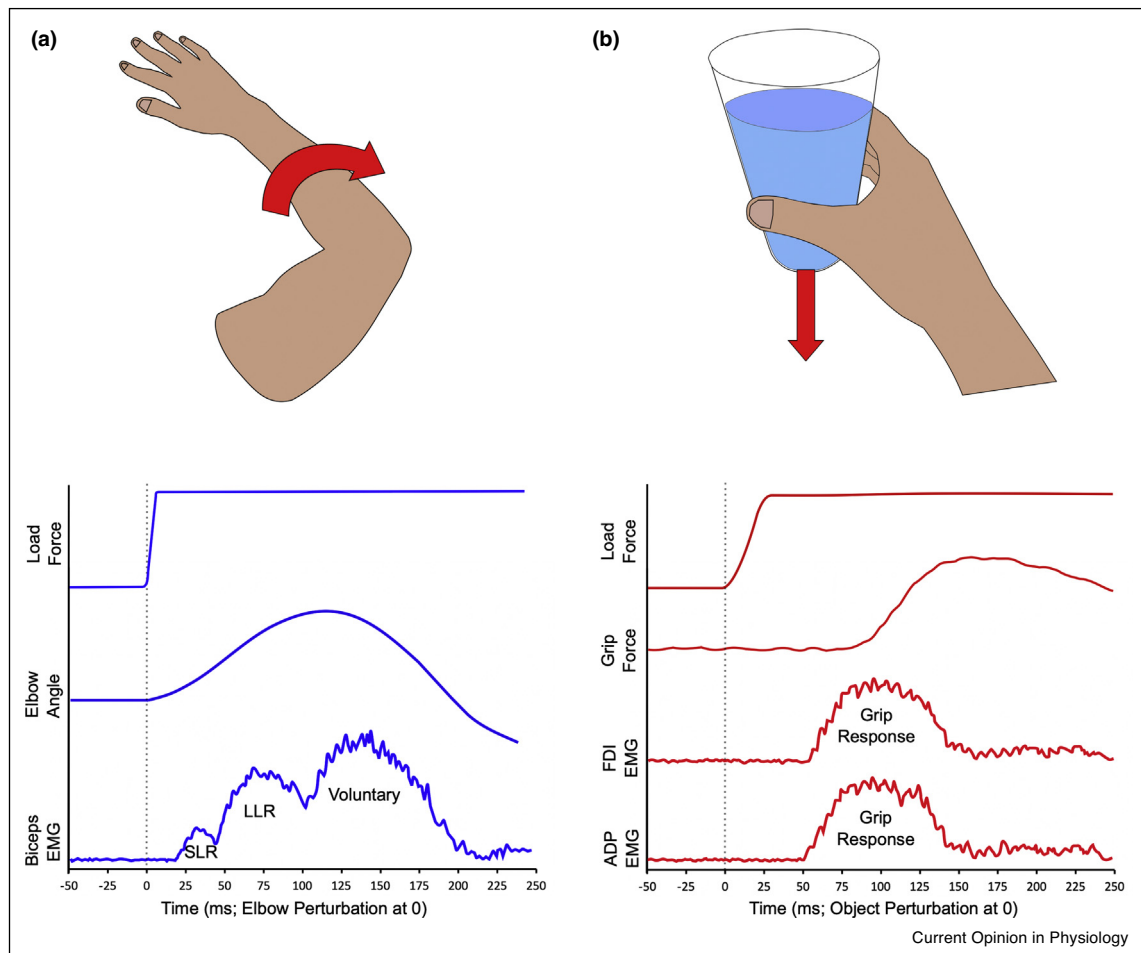 (a)
(b)
Load
Force
Elbow
Angle
Biceps
EMG
SLR
LLR
Voluntary
-50 -25 0 25 50 75 100 125 150 175 200 225 250
Time (ms; Elbow Perturbation at 0)
Load
Force
Grip
Force
FDI
EMG
ADP
EMG
Grip
Response
Grip
Response
-50 -25 0 25 50 75 100 125 150 175 200 225 250
Time (ms; Object Perturbation at 0)
Current Opinion in Physiology